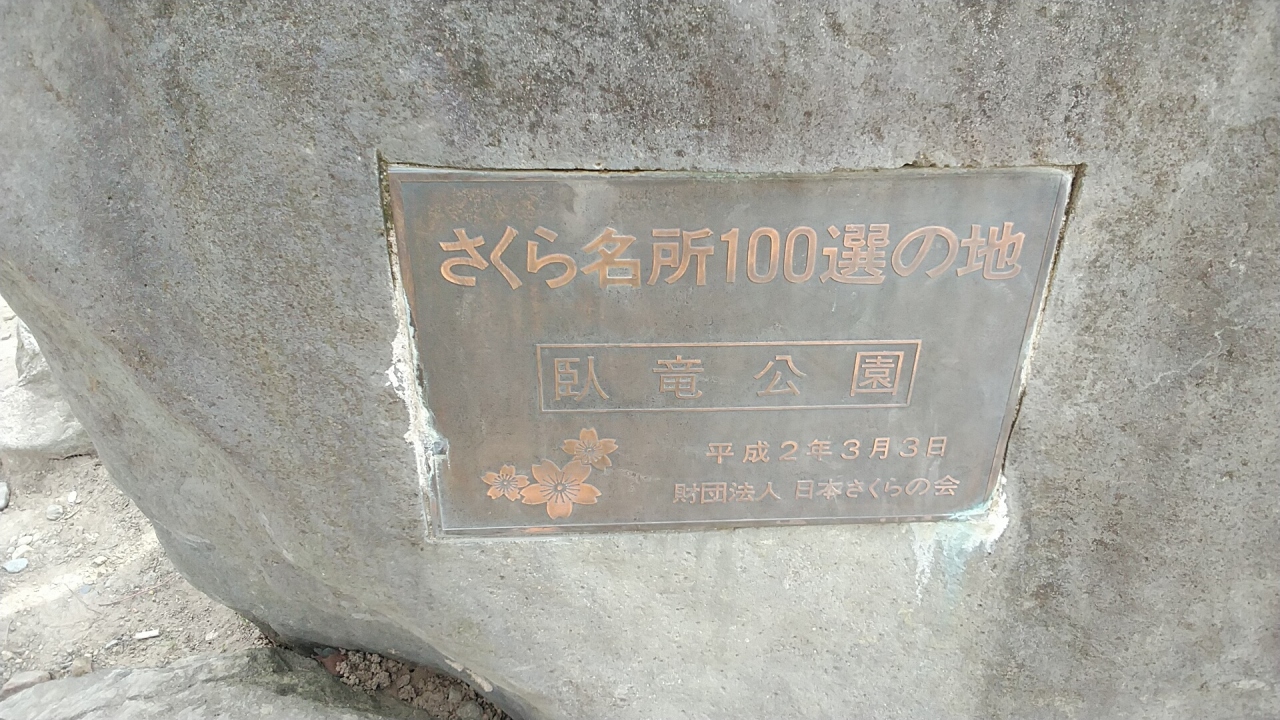 さくら名所100選の地
臥竜公園
平成2年3月3日
財団法人 日本さくらの会